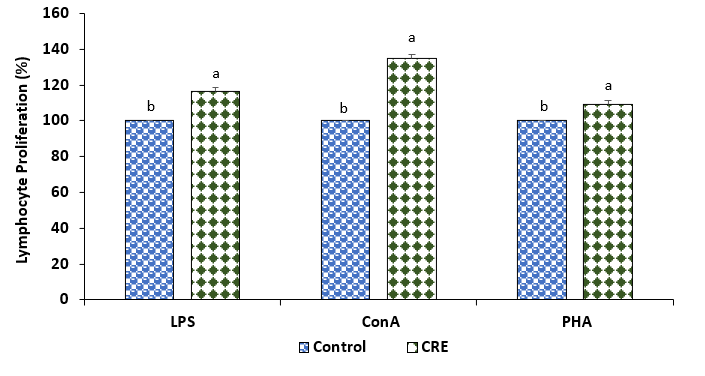 Lymphocyte Proliferation (%)
160
140
120
100
80
60
40
20
0
b
a
b
a
b
a
LPS
ConA
PHA
Control
CRE